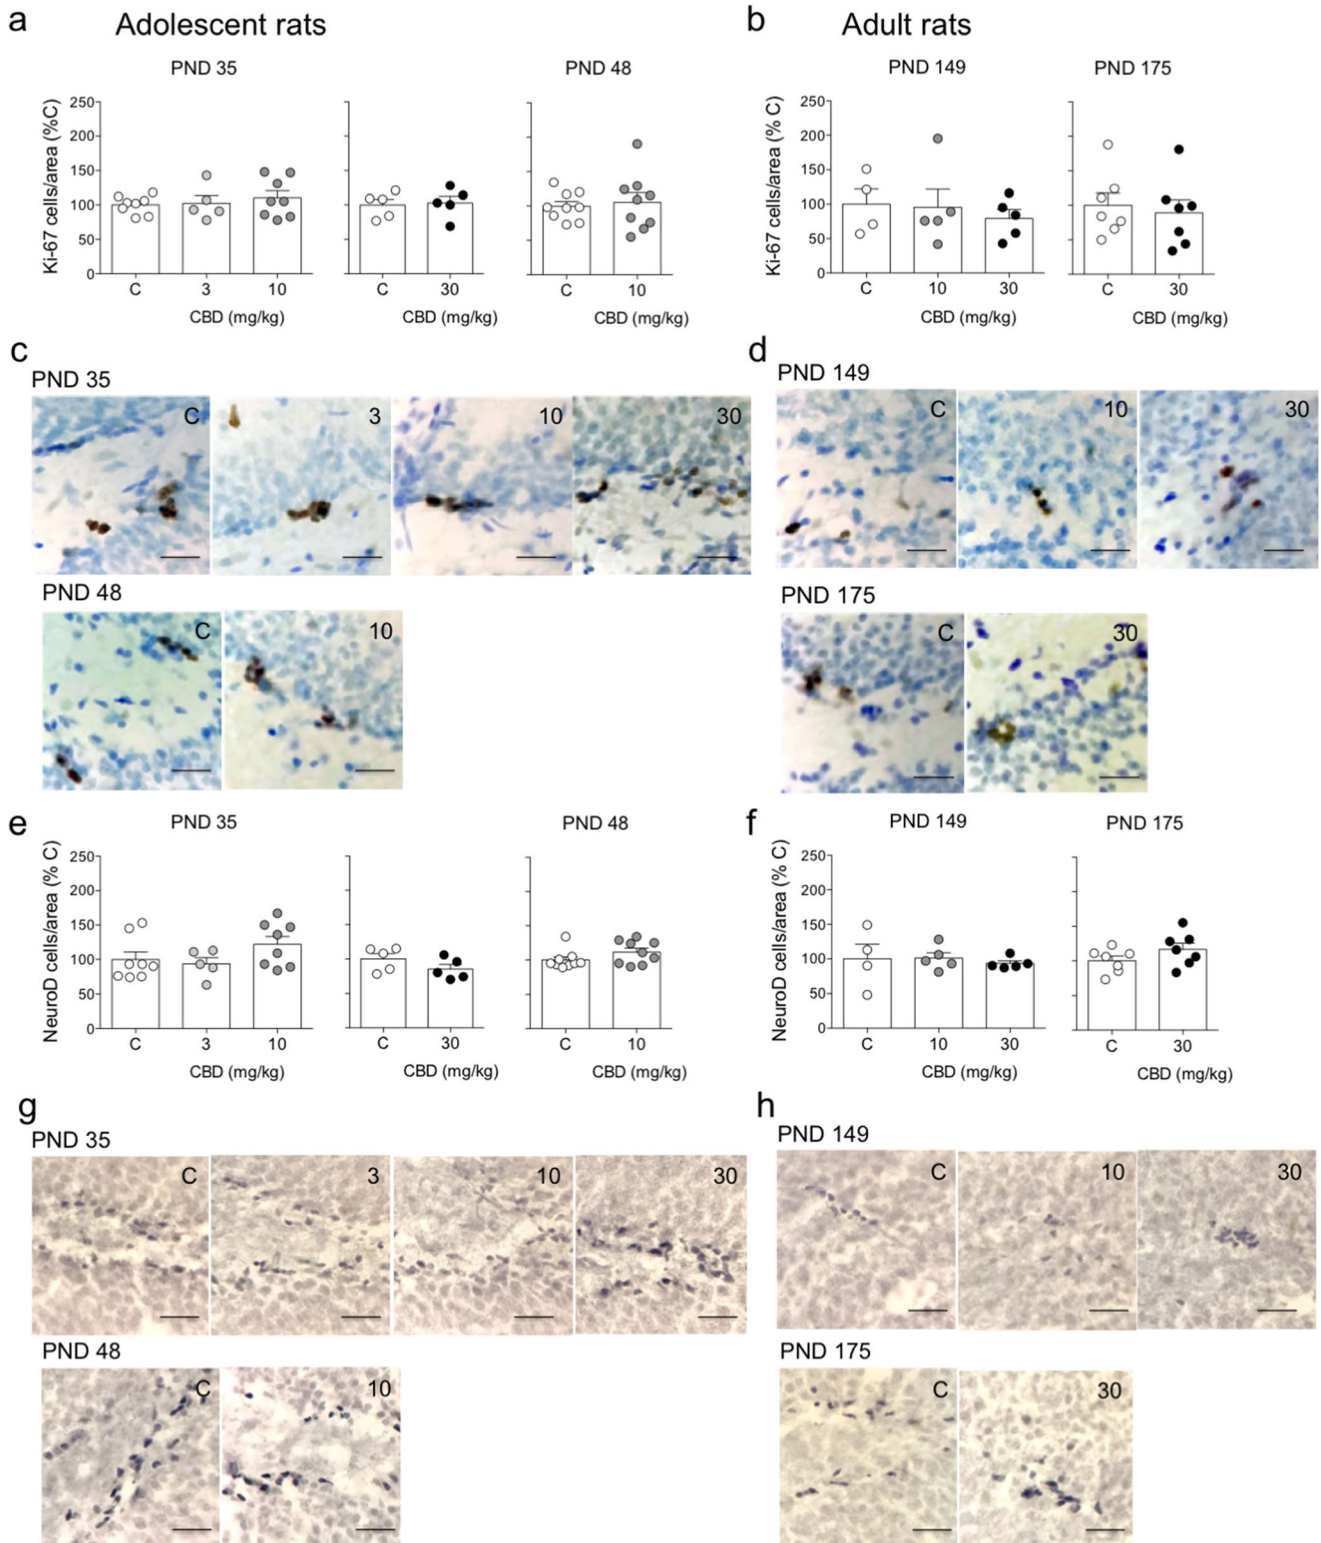 a Adolescent rats
b Adult rats
PND 35
PND 48
PND 149
PND 175
Ki-67 cells/area (%C)
250
200
150
100
50
0
C 3 10
CBD (mg/kg)
C 30
CBD (mg/kg)
C 10
CBD (mg/kg)
Ki-67 cells/area (% C)
250
200
150
100
50
0
C 10 30
CBD (mg/kg)
C 30
CBD (mg/kg)
c
PND 35
C 3 10 30
PND 48
C 10
d
PND 149
C 10 30
PND 175
C 30
e
PND 35
PND 48
NeuroD cells/area (% C)
250
200
150
100
50
0
C 3 10
CBD (mg/kg)
C 30
CBD (mg/kg)
C 10
CBD (mg/kg)
f
PND 149
PND 175
NeuroD cells/area (% C)
250
200
150
100
50
0
C 10 30
CBD (mg/kg)
C 30
CBD (mg/kg)
g
PND 35
C 3 10 30
PND 48
C 10
h
PND 149
C 10 30
PND 175
C 30